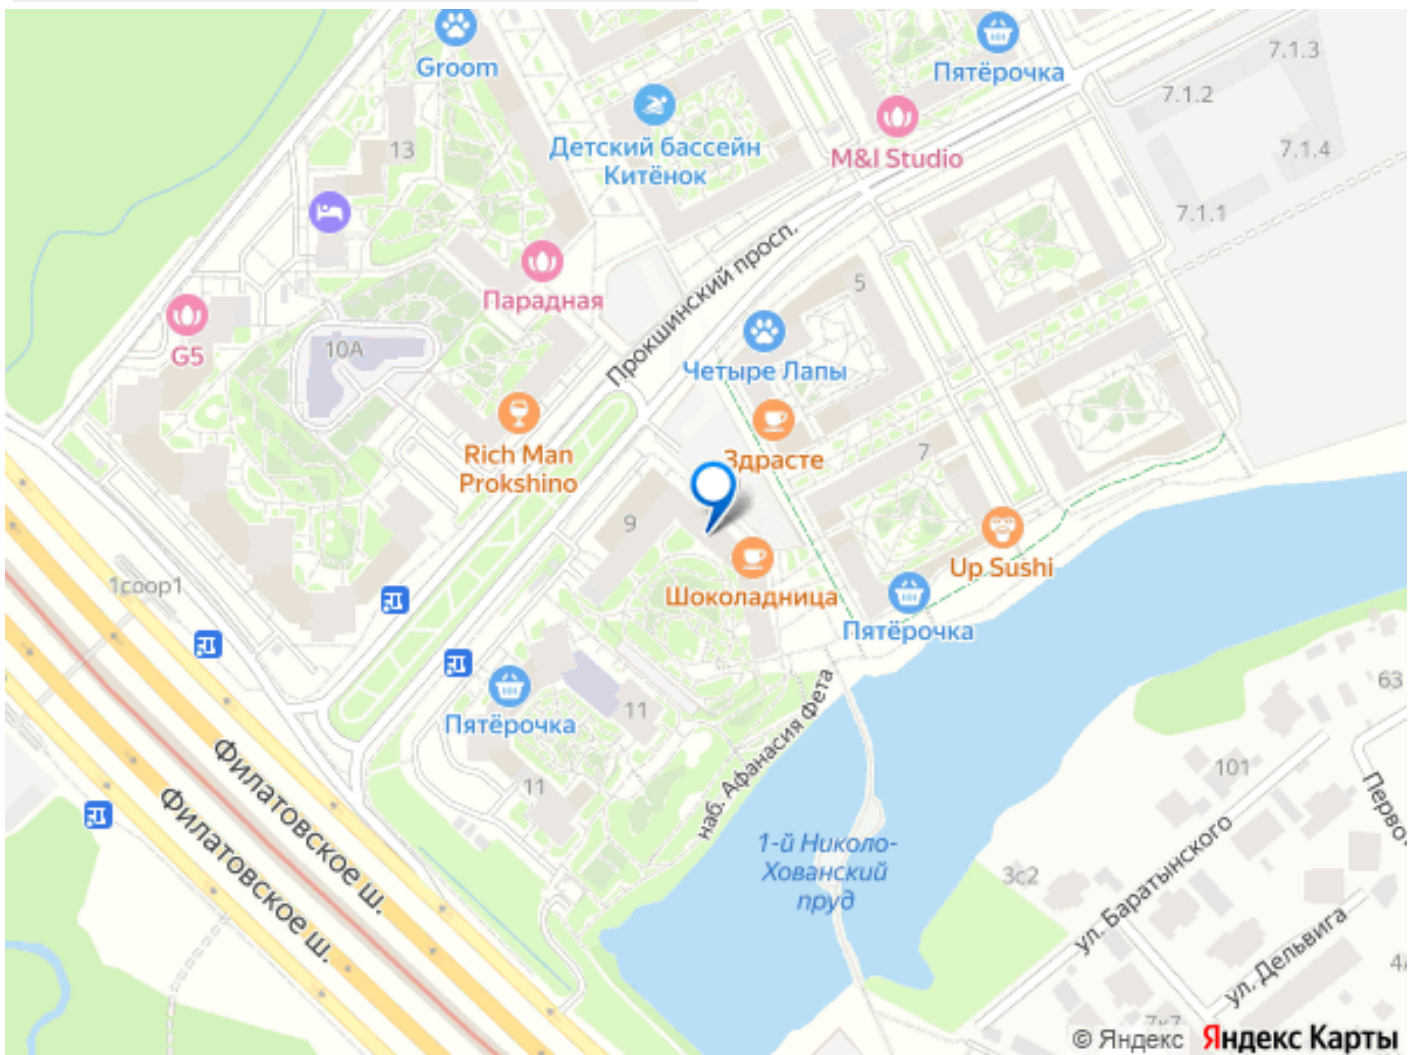 Groom
Пятёрочка
7.1.3
7.1.2
Детский бассейн
Китёнок
M&I Studio
13
7.1.4
7.1.1
Парадная
Прокшинский просп.
5
G5
10А
Четыре Лапы
Rich Man
Prokshino
Здрасте
7
9
Up Sushi
1coop1
Шоколадница
Пятёрочка
Пятёрочка
11
63
наб. Афанасия Фета
11
101
Филатовское ш.
Филатовское ш.
1-й Николо-
Хованский
пруд
3с2
ул. Баратынского
ул. Дельвига
© Яндекс Яндекс Карты